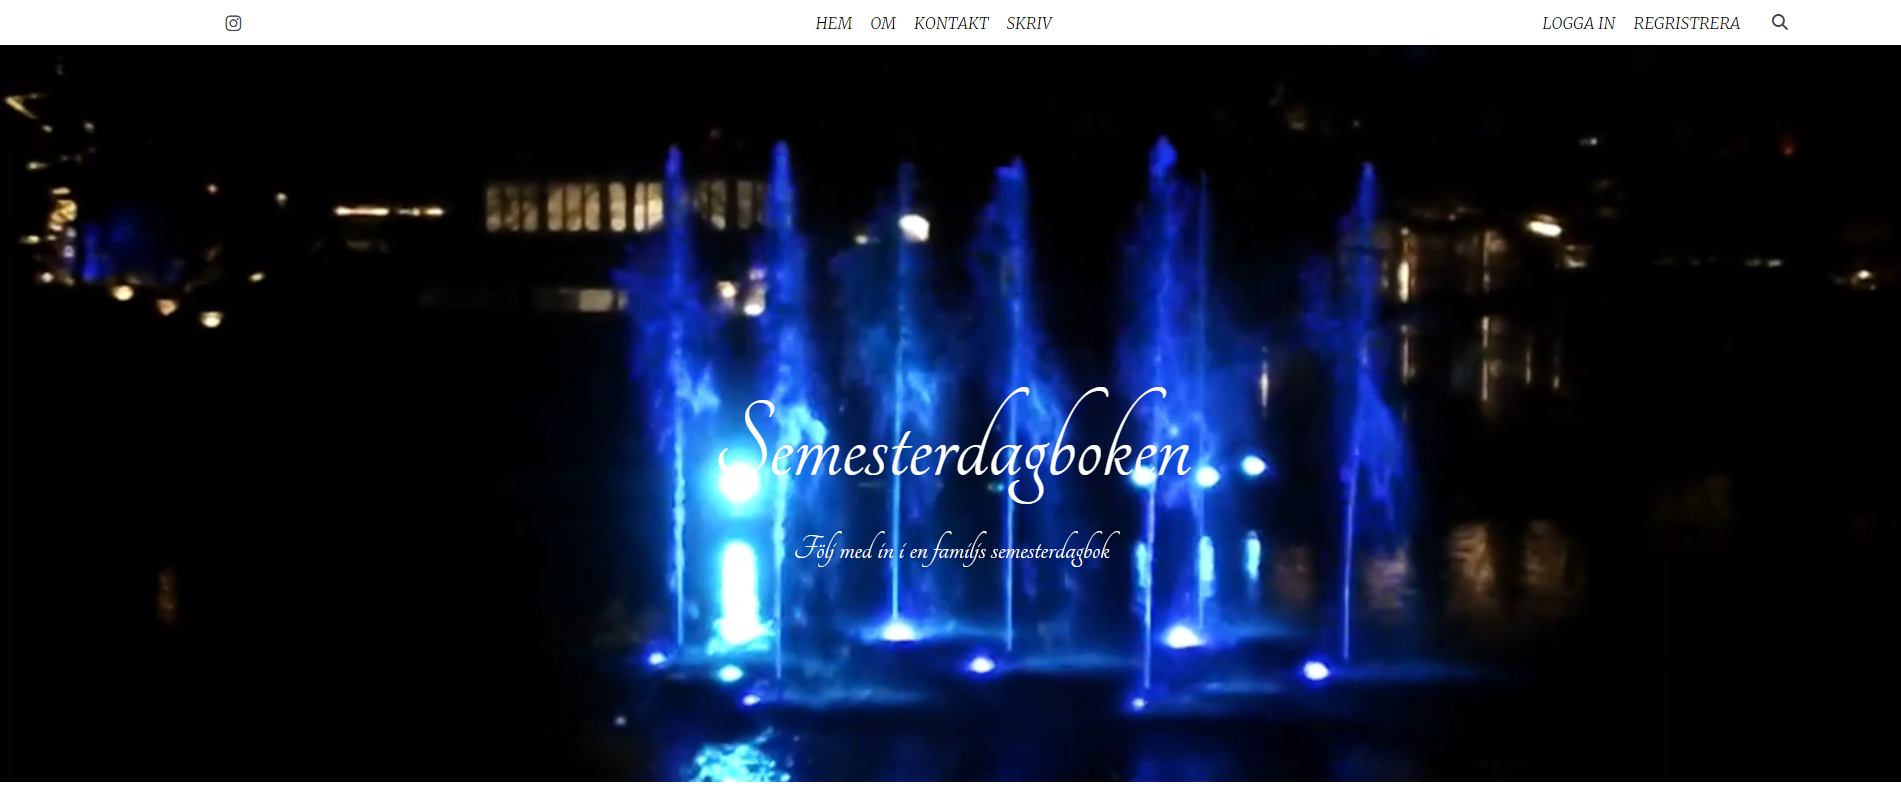 HEM OM KONTAKT SKRIV LOGGA IN REGRISTRERA
Semesterdagboken
Följ med in i en familjs semesterdagbok